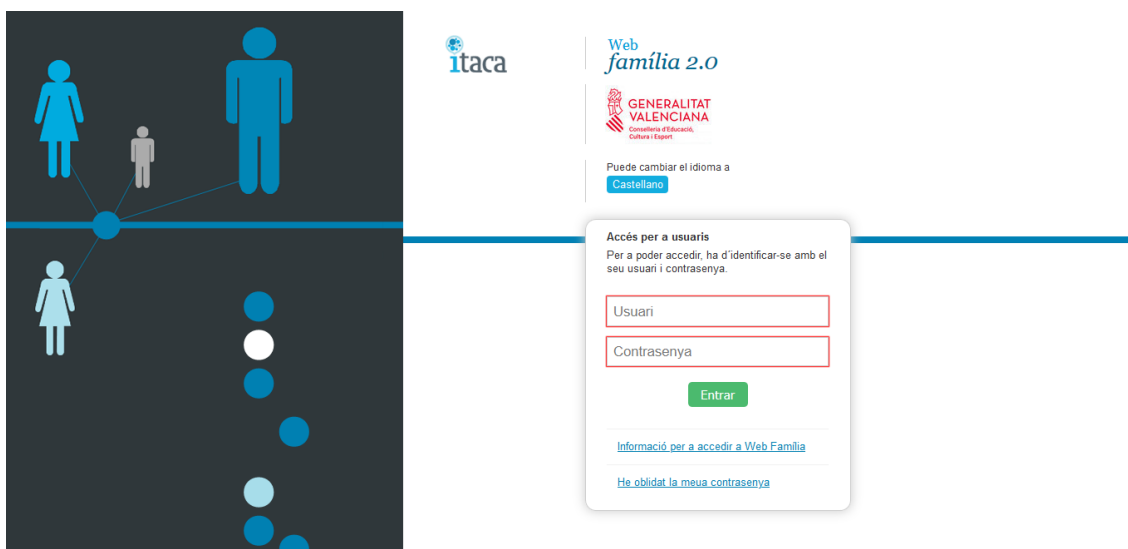 itaca
Web
família 2.0
GENERALITAT
VALENCIANA
Conselleria d'Educació,
Cultura i Esport
Puede cambiar el idioma a
Castellano
Accés per a usuaris
Per a poder accedir, ha d´identificar-se amb el
seu usuari i contrasenya.
Usuari
Contrasenya
Entrar
Informació per a accedir a Web Família
He oblidat la meua contrasenya